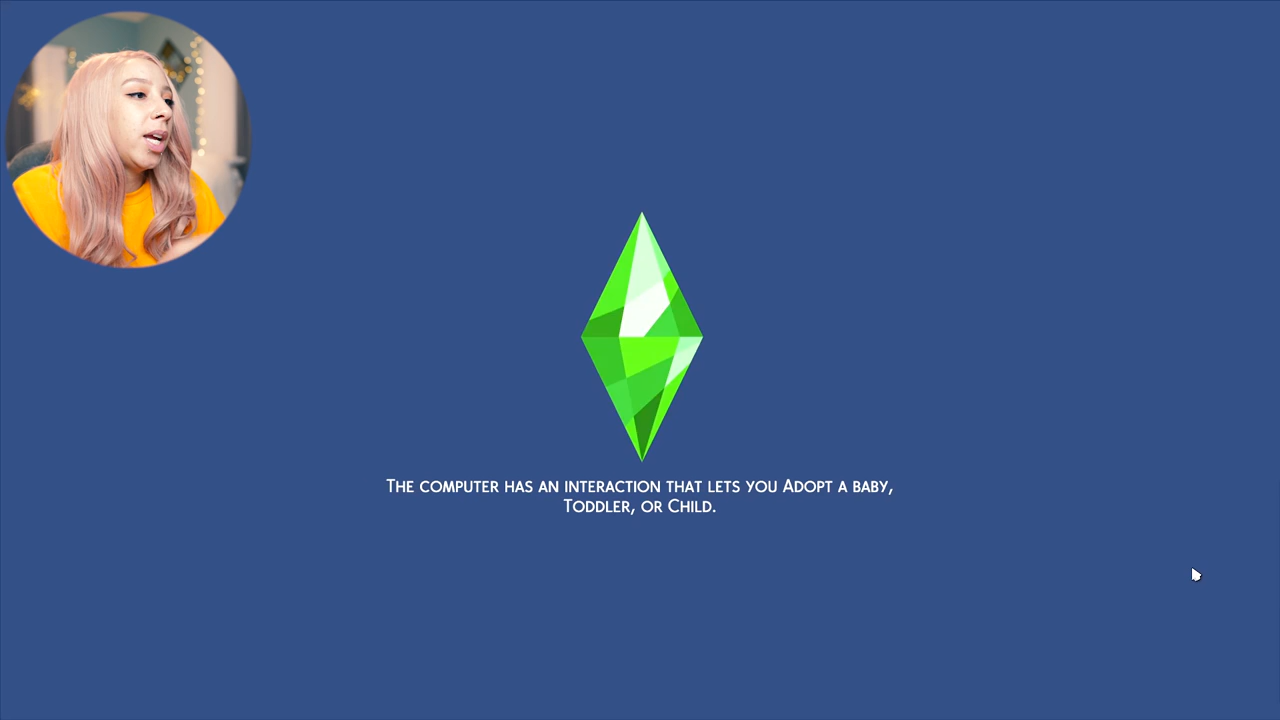 The computer has an interaction that lets you Adopt a baby,
Toddler, or Child.